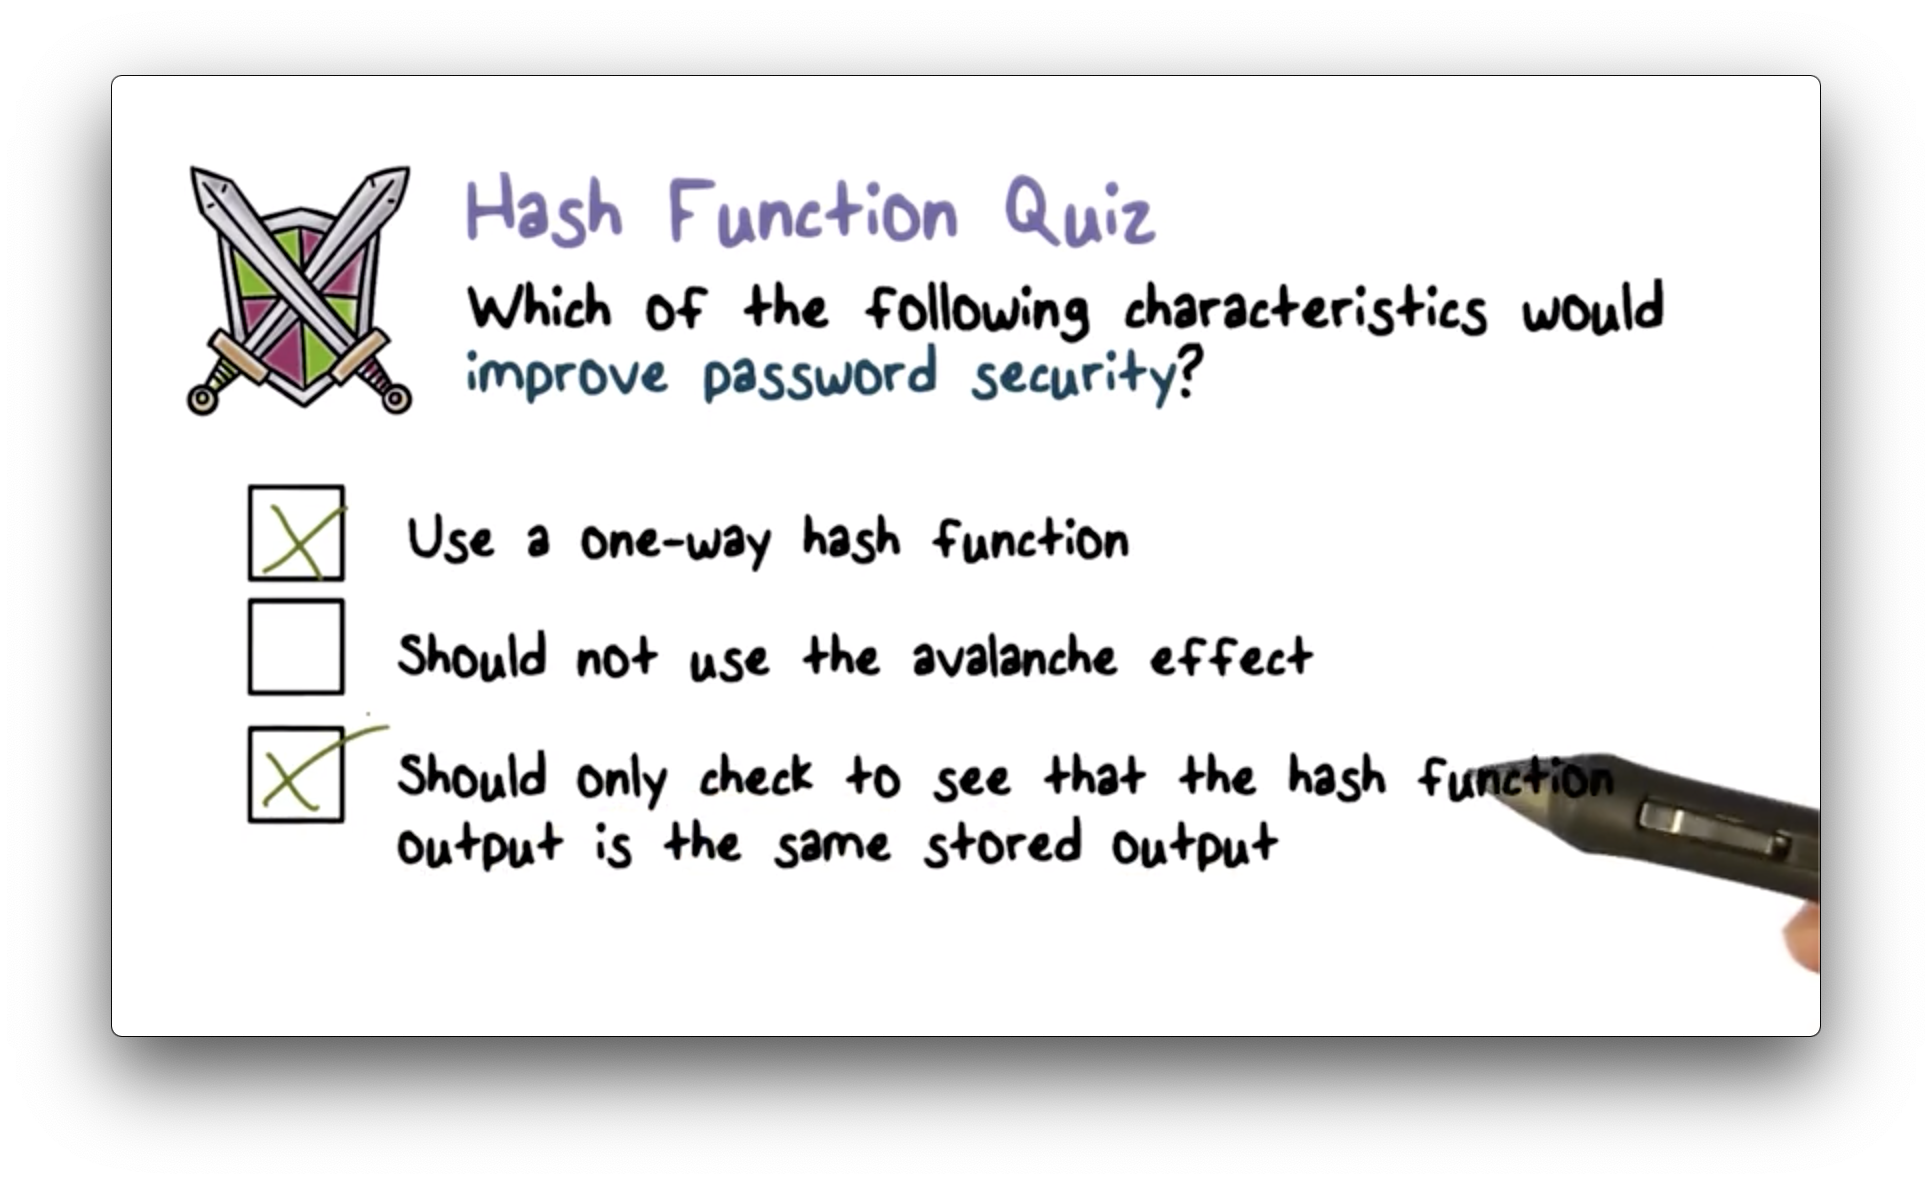 Hash Function Quiz
Which of the following characteristics would
improve password security?
Use a one-way hash function
Should not use the avalanche effect
Should only check to see that the hash function
output is the same stored output